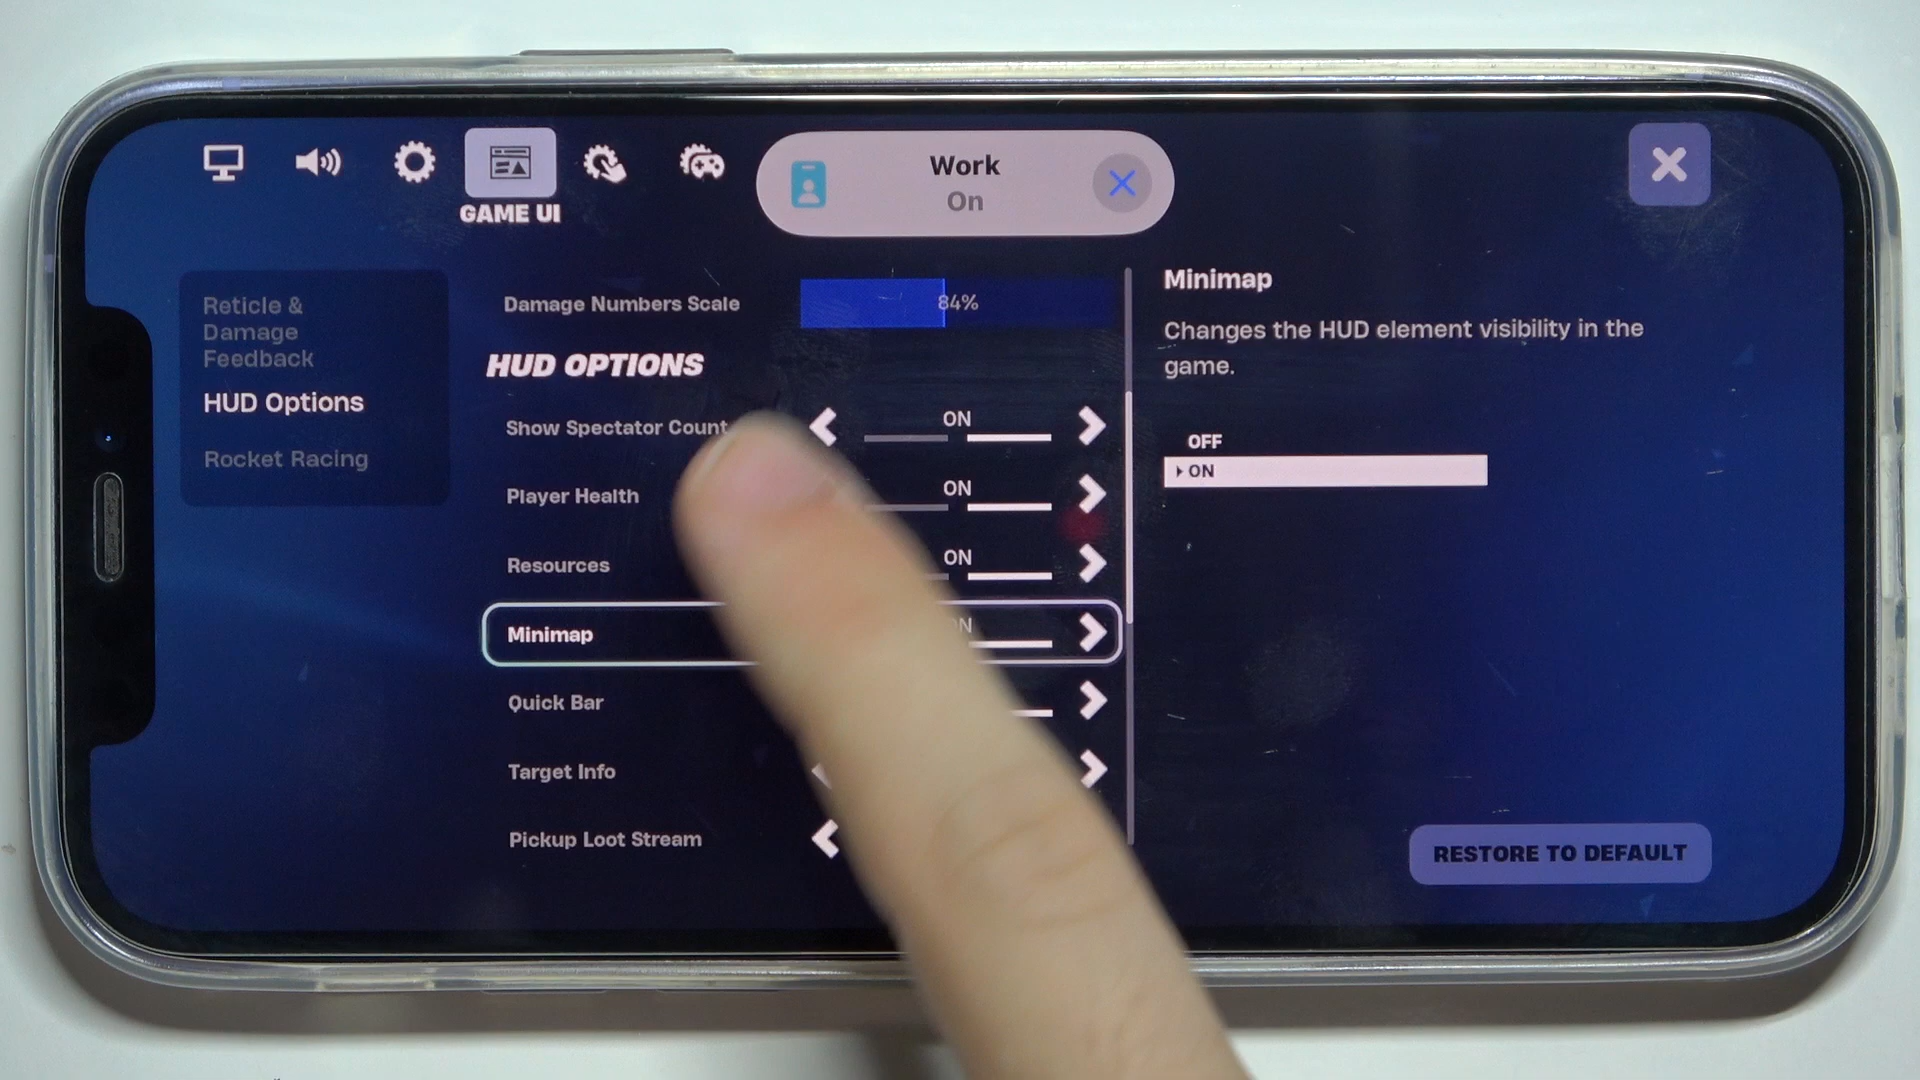 Work
On
GAME UI
Reticle &
Damage
Feedback
HUD Options
Rocket Racing
Damage Numbers Scale
84%
HUD OPTIONS
Show Spectator Count
ON
Player Health
ON
Resources
ON
Minimap
ON
Quick Bar
Target Info
Pickup Loot Stream
Minimap
Changes the HUD element visibility in the
game.
OFF
ON
RESTORE TO DEFAULT